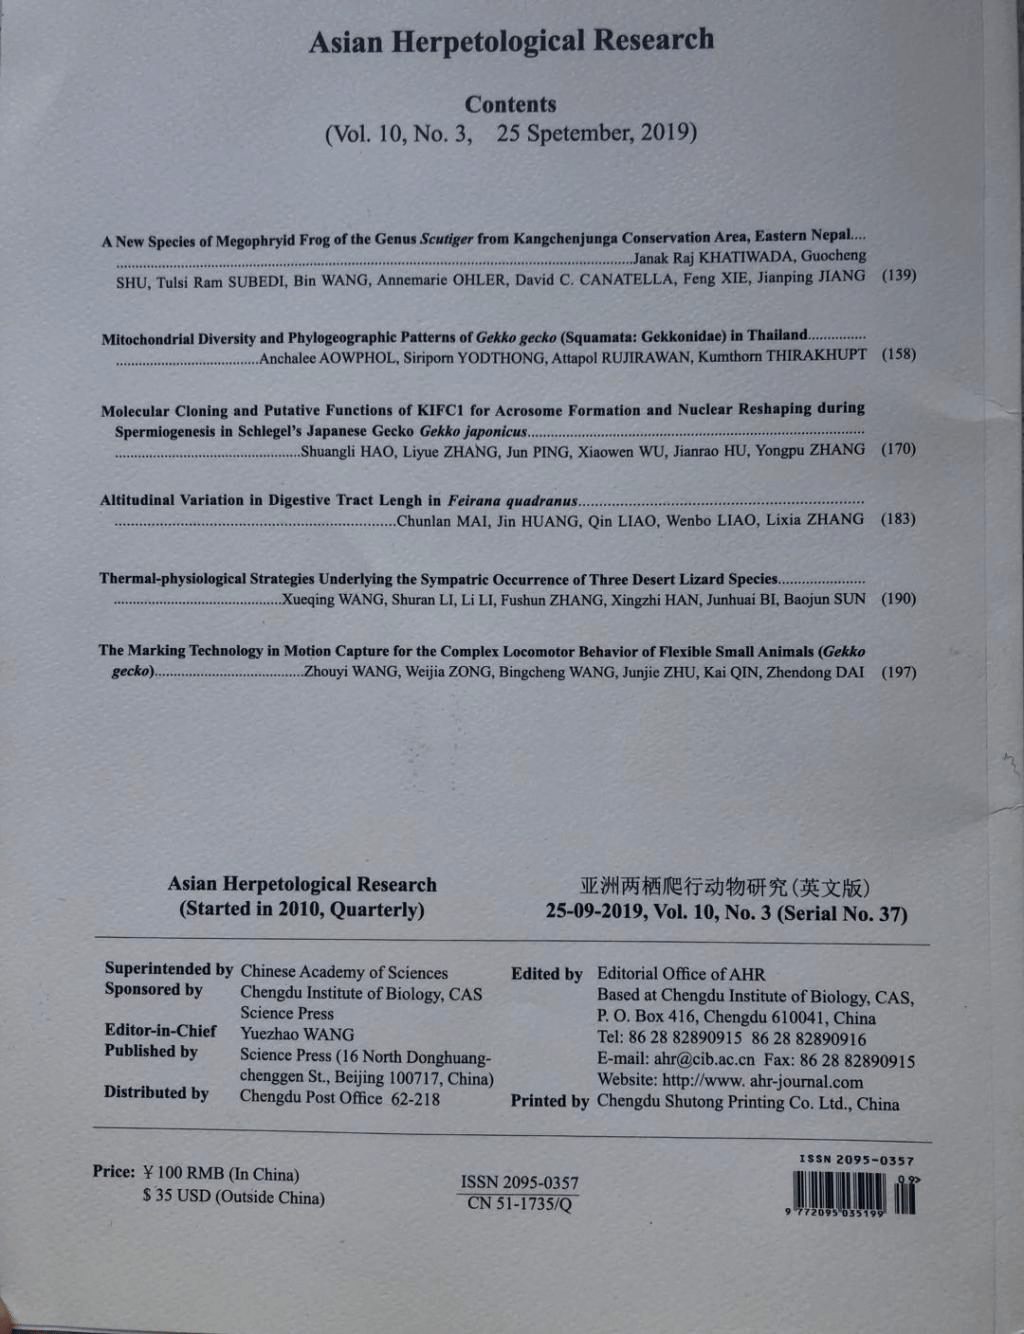 Asian Herpetological Research
Contents
(Vol. 10, No. 3, 25 Spetember, 2019)
A New Species of Megophryid Frog of the Genus Scutiger from Kangchenjunga Conservation Area, Eastern Nepal....
Janak Raj KHATIWADA, Guocheng
SHU, Tulsi Ram SUBEDI, Bin WANG, Annemarie OHLER, David C. CANATELLA, Feng XIE, Jianping JIANG (139)
Mitochondrial Diversity and Phylogeographic Patterns of Gekko gecko (Squamata: Gekkonidae) in Thailand..............
Anchalee AOWPHOL, Siriporn YODTHONG, Attapol RUJIRAWAN, Kumthorn THIRAKHUPT (158)
Molecular Cloning and Putative Functions of KIFC1 for Acrosome Formation and Nuclear Reshaping during
Spermiogenesis in Schlegel's Japanese Gecko Gekko japonicus..............
Shuangli HAO, Liyue ZHANG, Jun PING, Xiaowen WU, Jianrao HU, Yongpu ZHANG (170)
Altitudinal Variation in Digestive Tract Lengh in Feirana quadranus..............
Chunlan MAI, Jin HUANG, Qin LIAO, Wenbo LIAO, Lixia ZHANG (183)
Thermal-physiological Strategies Underlying the Sympatric Occurrence of Three Desert Lizard Species..............
Xueqing WANG, Shuran LI, Li LI, Fushun ZHANG, Xingzhi HAN, Junhuai BI, Baojun SUN (190)
The Marking Technology in Motion Capture for the Complex Locomotor Behavior of Flexible Small Animals (Gekko
gecko)..............Zhouyi WANG, Weijia ZONG, Bingcheng WANG, Junjie ZHU, Kai QIN, Zhendong DAI (197)
Asian Herpetological Research
(Started in 2010, Quarterly)
亚洲两栖爬行动物研究(英文版)
25-09-2019, Vol. 10, No. 3 (Serial No. 37)
Superintended by Chinese Academy of Sciences
Sponsored by Chengdu Institute of Biology, CAS
Science Press
Editor-in-Chief Yuezhao WANG
Published by Science Press (16 North Donghuang-
chenggen St., Beijing 100717, China)
Distributed by Chengdu Post Office 62-218
Edited by Editorial Office of AHR
Based at Chengdu Institute of Biology, CAS,
P. O. Box 416, Chengdu 610041, China
Tel: 86 28 82890915 86 28 82890916
E-mail: ahr@cib.ac.cn Fax: 86 28 82890915
Website: http://www. ahr-journal.com
Printed by Chengdu Shutong Printing Co. Ltd., China
Price: ¥ 100 RMB (In China)
$ 35 USD (Outside China)
ISSN 2095-0357
CN 51-1735/Q
ISSN 2095-0357
09>
9 772095 035199